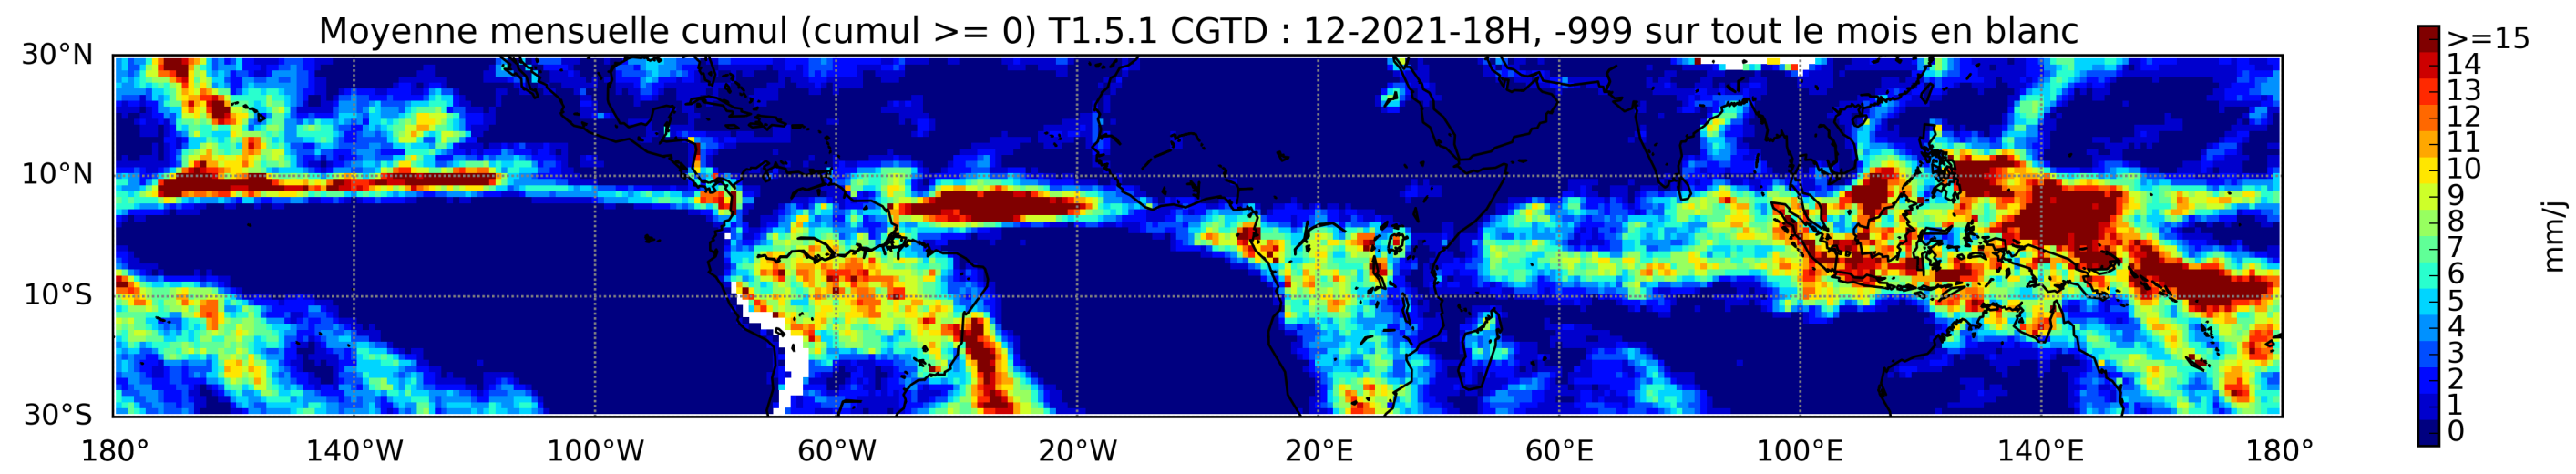 Moyenne mensuelle cumul (cumul >= 0) T1.5.1 CGTD : 12-2021-18H, -999 sur tout le mois en blanc
30°N
10°N
10°S
30°S
180°
140°W
100°W
60°W
20°W
20°E
60°E
100°E
140°E
180°
>=15
14
13
12
11
10
9
8
7
6
5
4
3
2
1
0
mm/j